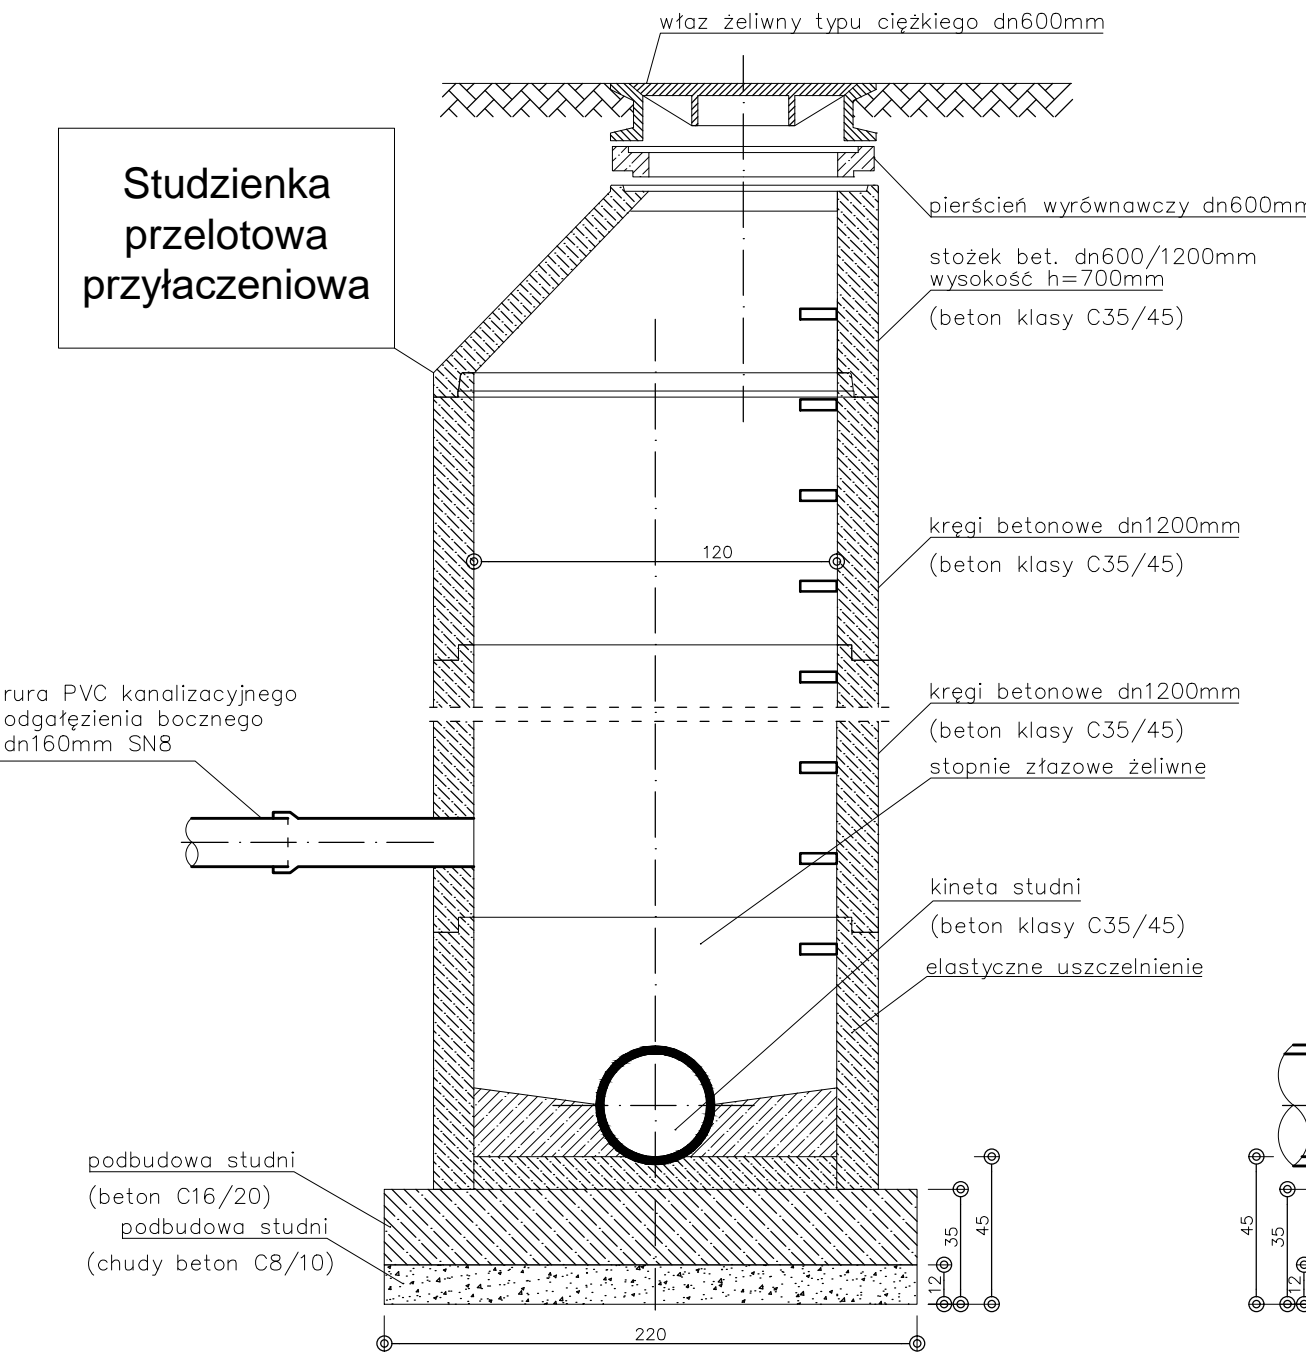 właz żeliwny typu ciężkiego dn600mm
Studzienka
przelotowa
przyłaczeniowa
pierścień wyrównawczy dn600mm
stożek bet. dn600/1200mm
wysokość h=700mm
(beton klasy C35/45)
120
kręgi betonowe dn1200mm
(beton klasy C35/45)
rura PVC kanalizacyjnego
odgałęzienia bocznego
dn160mm SN8
kręgi betonowe dn1200mm
(beton klasy C35/45)
stopnie złazowe żeliwne
kineta studni
(beton klasy C35/45)
elastyczne uszczelnienie
podbudowa studni
(beton C16/20)
podbudowa studni
(chudy beton C8/10)
12
35
45
45
35
12
220